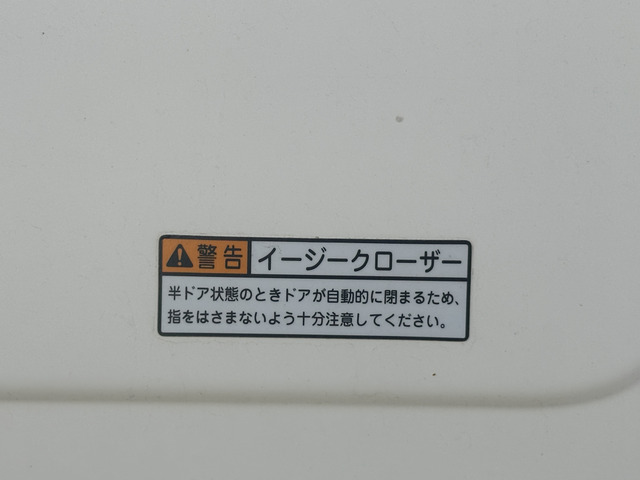 警告 イージークローザー
半ドア状態のときドアが自動的に閉まるため、
指をはさまないよう十分注意してください。